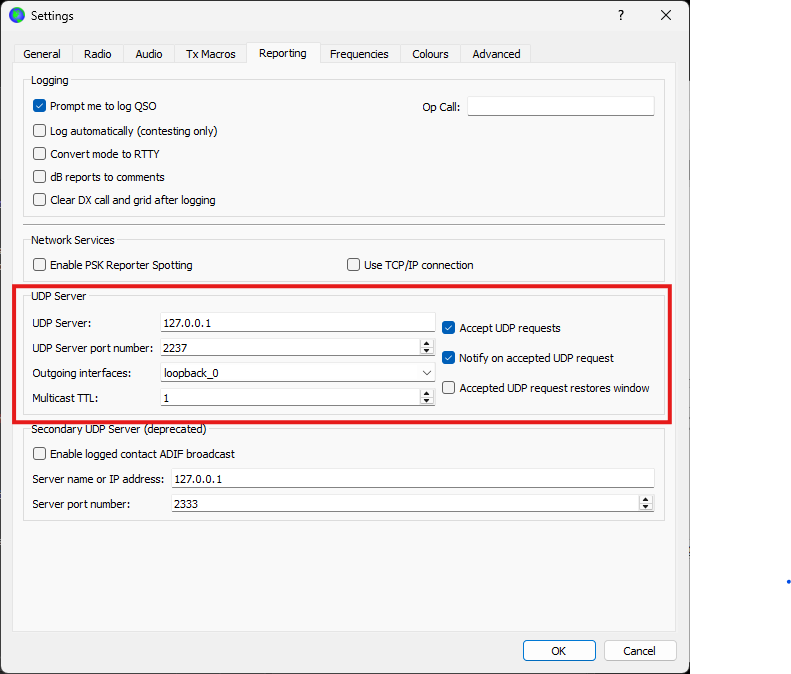 Settings
?
General Radio Audio Tx Macros Reporting Frequencies Colours Advanced
Logging
Prompt me to log QSO
Op Call:
Log automatically (contesting only)
Convert mode to RTTY
dB reports to comments
Clear DX call and grid after logging
Network Services
Enable PSK Reporter Spotting Use TCP/IP connection
UDP Server
UDP Server: 127.0.0.1
Accept UDP requests
UDP Server port number: 2237
Notify on accepted UDP request
Outgoing interfaces: loopback_0
Accepted UDP request restores window
Multicast TTL: 1
Secondary UDP Server (deprecated)
Enable logged contact ADIF broadcast
Server name or IP address: 127.0.0.1
Server port number: 2333
OK Cancel